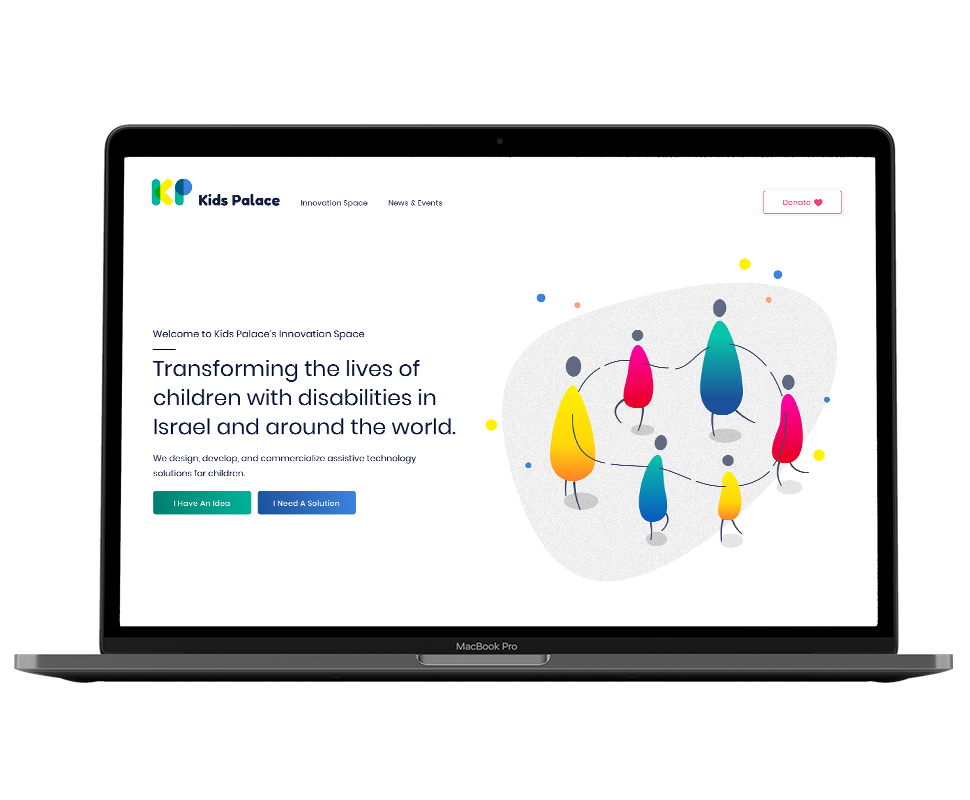 KP Kids Palace
Innovation Space
News & Events
Donate
Welcome to Kids Palace's Innovation Space
Transforming the lives of
children with disabilities in
Israel and around the world.
We design, develop, and commercialize assistive technology
solutions for children.
I Have An Idea
I Need A Solution
MacBook Pro